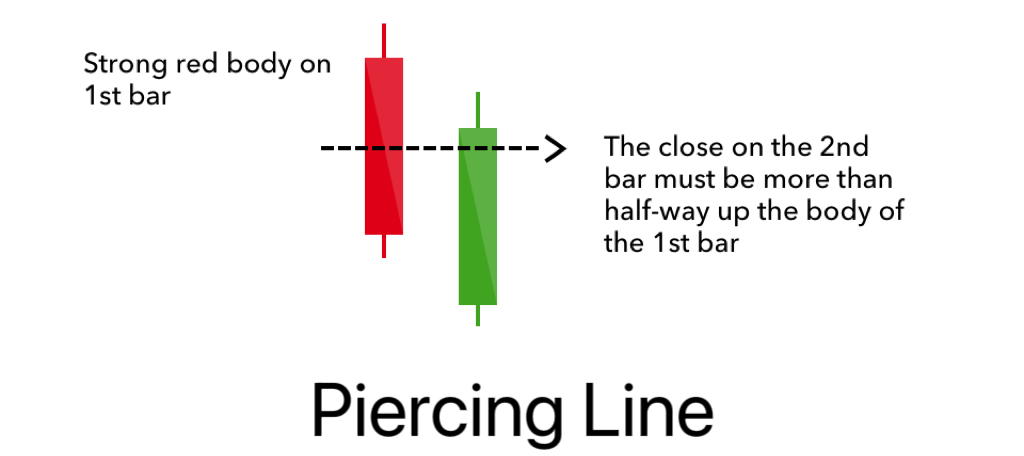 Strong red body on
1st bar
The close on the 2nd
bar must be more than
half-way up the body of
the 1st bar
Piercing Line